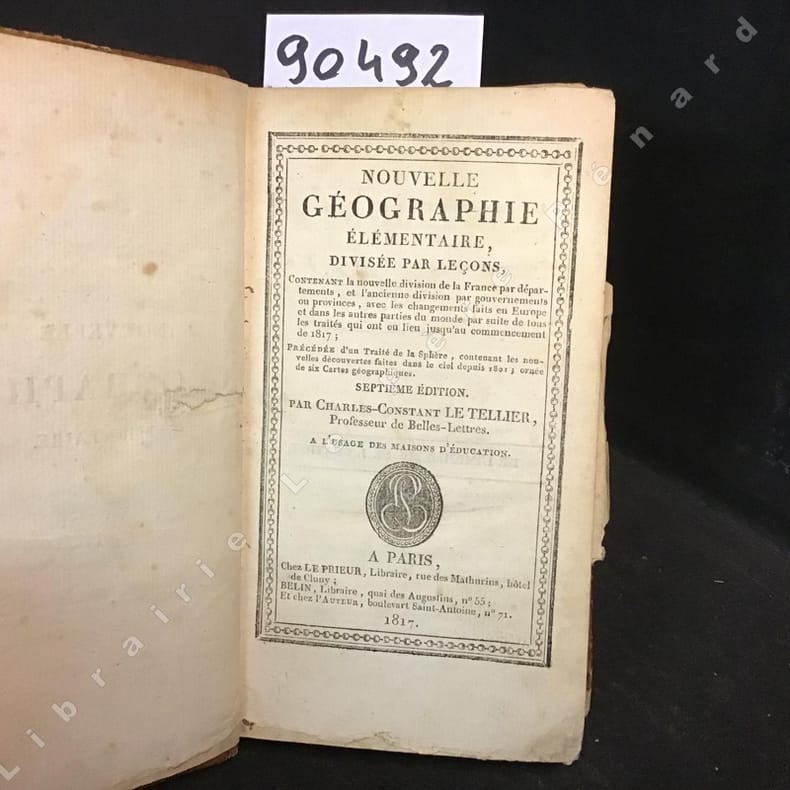 90492
NOUVELLE
GÉOGRAPHIE
ÉLÉMENTAIRE,
DIVISÉE PAR LEÇONS,
CONTENANT la nouvelle division de la France par dépar-
tements, et l'ancienne division par gouvernements
ou provinces, avec les changements faits en Europe
et dans les autres parties du monde par suite de tous
les traités qui ont eu lieu jusqu'au commencement
de 1817;
PRÉCÉDÉE d'un Traité de la Sphère, contenant les nou-
velles découvertes faites dans le ciel depuis 1801; ornée
de six Cartes géographiques.
SEPTIÈME ÉDITION.
PAR CHARLES-CONSTANT LE TELLIER,
Professeur de Belles-Lettres.
A L'USAGE DES MAISONS D'ÉDUCATION.
A PARIS,
Chez LE PRIEUR, Libraire, rue des Mathurins, hôtel
de Cluny;
BELIN, Libraire, quai des Augustins, n° 55;
Et chez l'AUTEUR, boulevart Saint-Antoine, n° 71.
1817.
Librairie Le Père Pénard